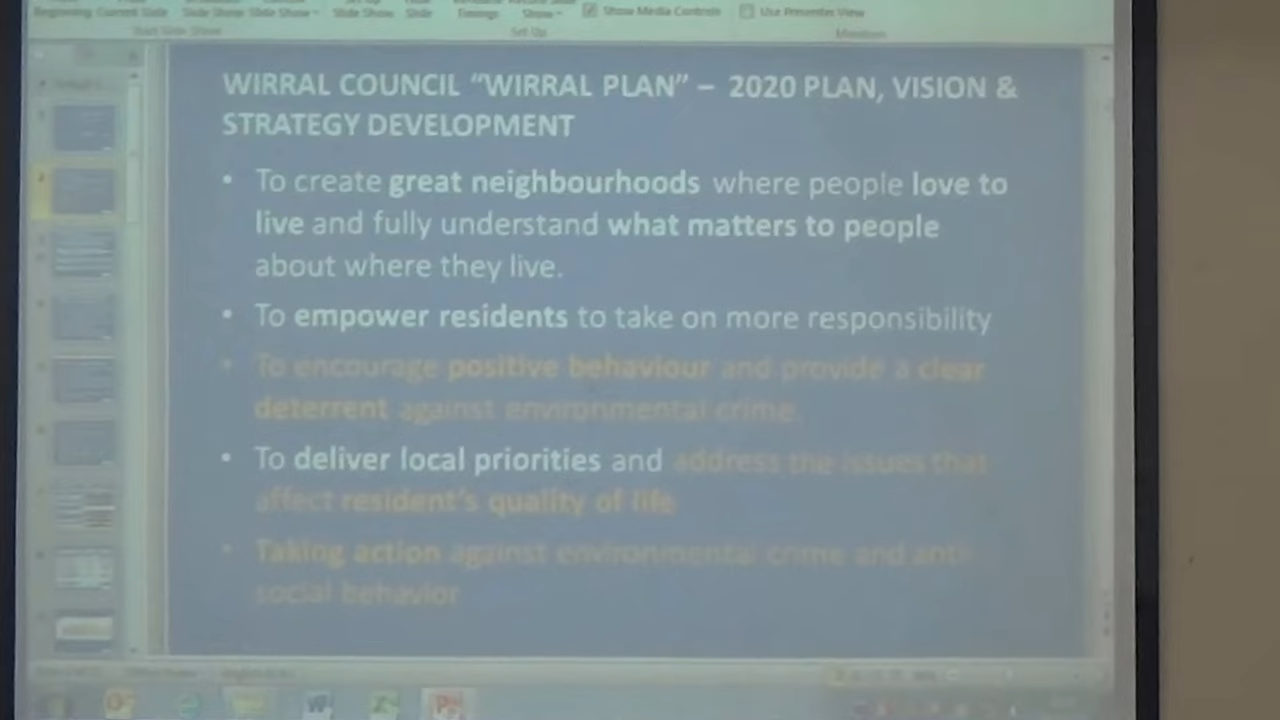 Beginning Current Slide
Slide Show Slide Show
Slide Show
Slide
Timings
Show
Show Media Controls
Use Presenter View
Start Slide Show
Set Up
Monitors
WIRRAL COUNCIL “WIRRAL PLAN” – 2020 PLAN, VISION &
STRATEGY DEVELOPMENT
• To create great neighbourhoods where people love to
live and fully understand what matters to people
about where they live.
• To empower residents to take on more responsibility
• To encourage positive behaviour and provide a clear
deterrent against environmental crime.
• To deliver local priorities and address the issues that
affect resident's quality of life
• Taking action against environmental crime and anti-
social behavior